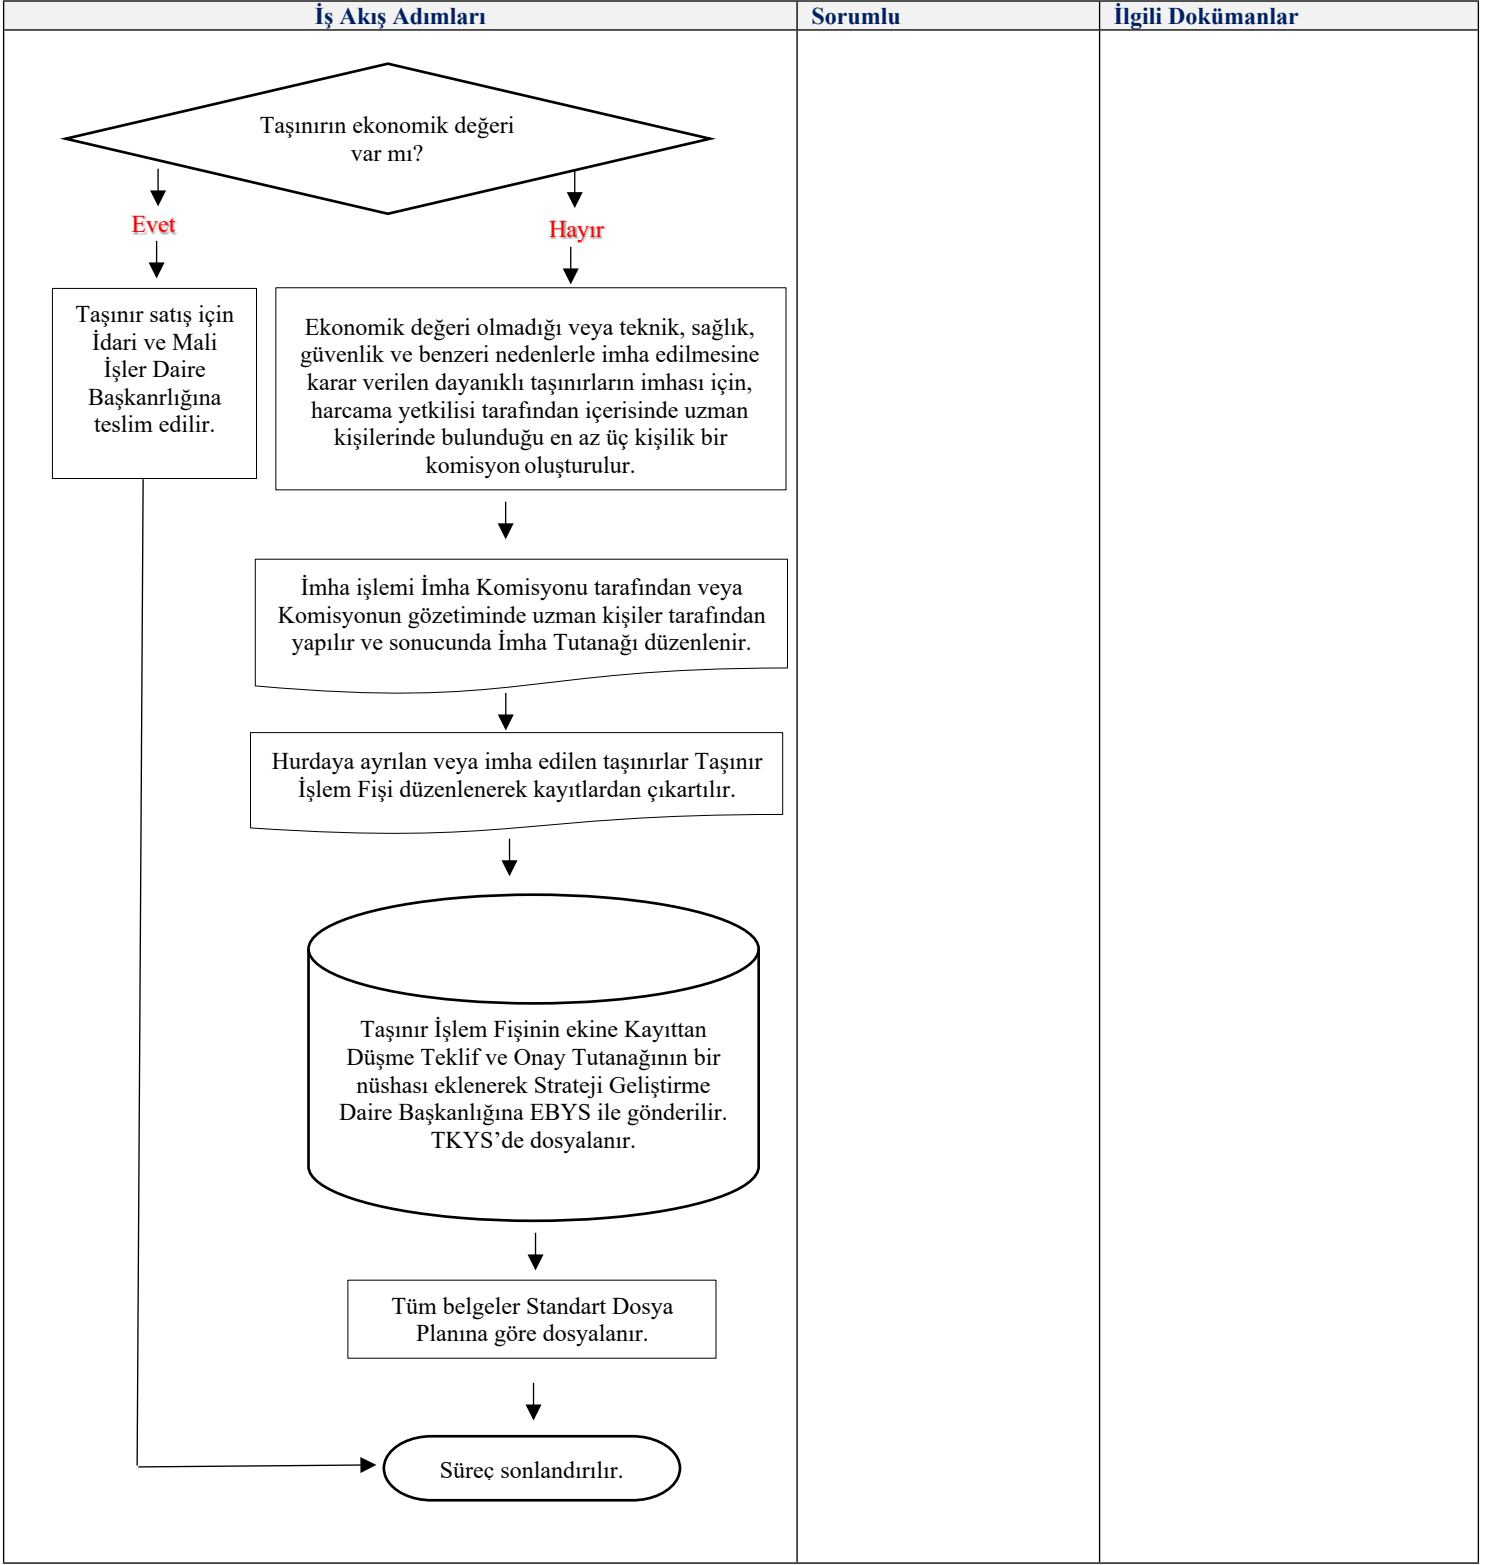 İş Akış Adımları
Sorumlu
İlgili Dokümanlar
Taşınırın ekonomik değeri
var mı?
Evet
Hayır
Taşınır satış için
İdari ve Mali
İşler Daire
Başkanrlığına
teslim edilir.
Ekonomik değeri olmadığı veya teknik, sağlık,
güvenlik ve benzeri nedenlerle imha edilmesine
karar verilen dayanıklı taşınırların imhası için,
harcama yetkilisi tarafından içerisinde uzman
kişilerinde bulunduğu en az üç kişilik bir
komisyon oluşturulur.
İmha işlemi İmha Komisyonu tarafından veya
Komisyonun gözetiminde uzman kişiler tarafından
yapılır ve sonucunda İmha Tutanağı düzenlenir.
Hurdaya ayrılan veya imha edilen taşınırlar Taşınır
İşlem Fişi düzenlenerek kayıtlardan çıkartılır.
Taşınır İşlem Fişinin ekine Kayıttan
Düşme Teklif ve Onay Tutanağının bir
nüshası eklenerek Strateji Geliştirme
Daire Başkanlığına EBYS ile gönderilir.
TKYS’de dosyalanır.
Tüm belgeler Standart Dosya
Planına göre dosyalanır.
Süreç sonlandırılır.